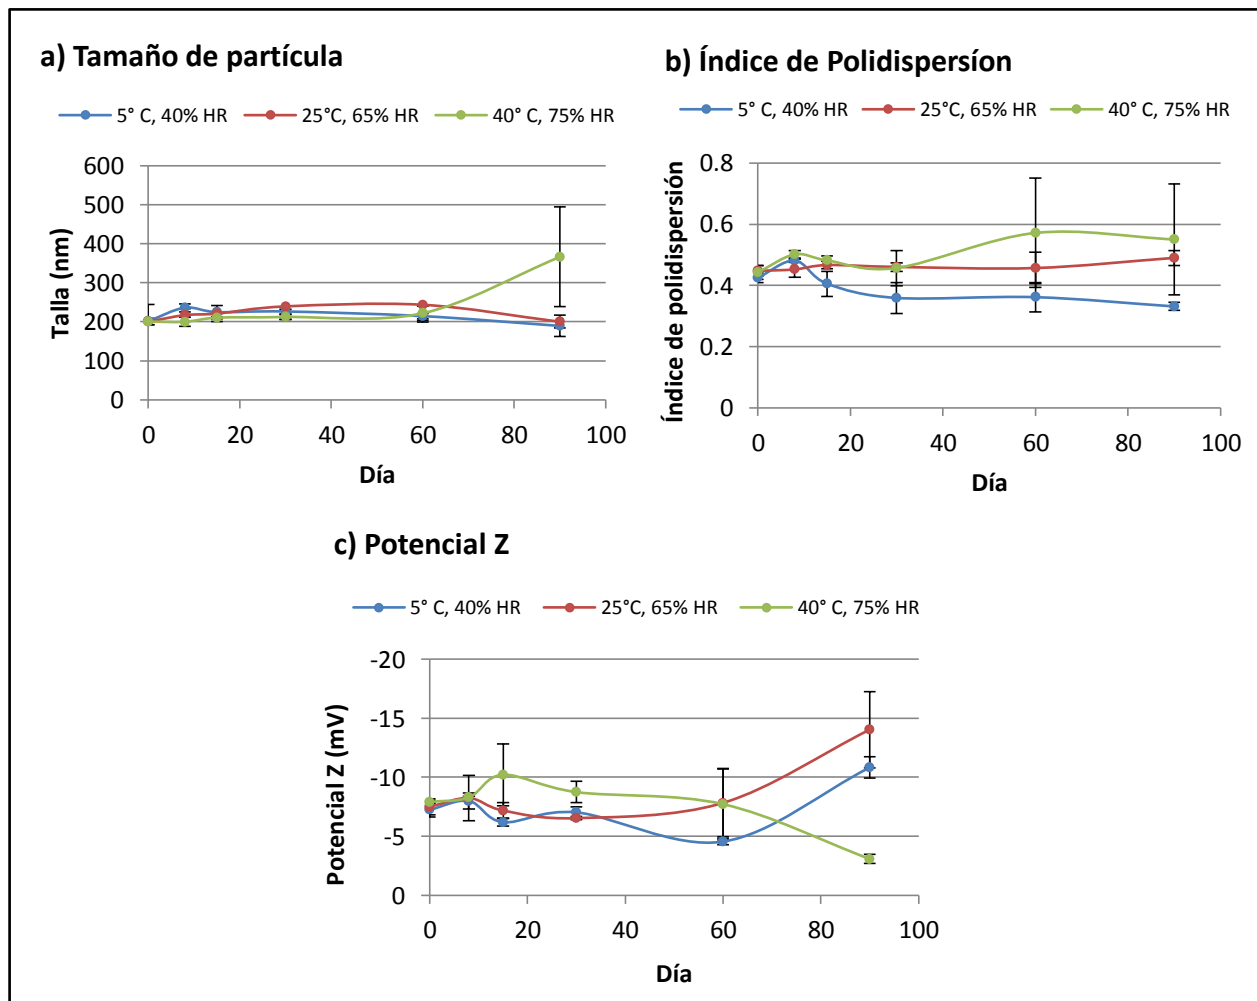 a) Tamaño de partícula
5° C, 40% HR 25°C, 65% HR 40° C, 75% HR
600
500
400
300
200
100
0
Talla (nm)
0 20 40 60 80 100
Día
b) Índice de Polidispersíon
5° C, 40% HR 25°C, 65% HR 40° C, 75% HR
0.8
0.6
0.4
0.2
0
Índice de polidispersión
0 20 40 60 80 100
Día
c) Potencial Z
5° C, 40% HR 25°C, 65% HR 40° C, 75% HR
-20
-15
-10
-5
0
Potencial Z (mV)
0 20 40 60 80 100
Día